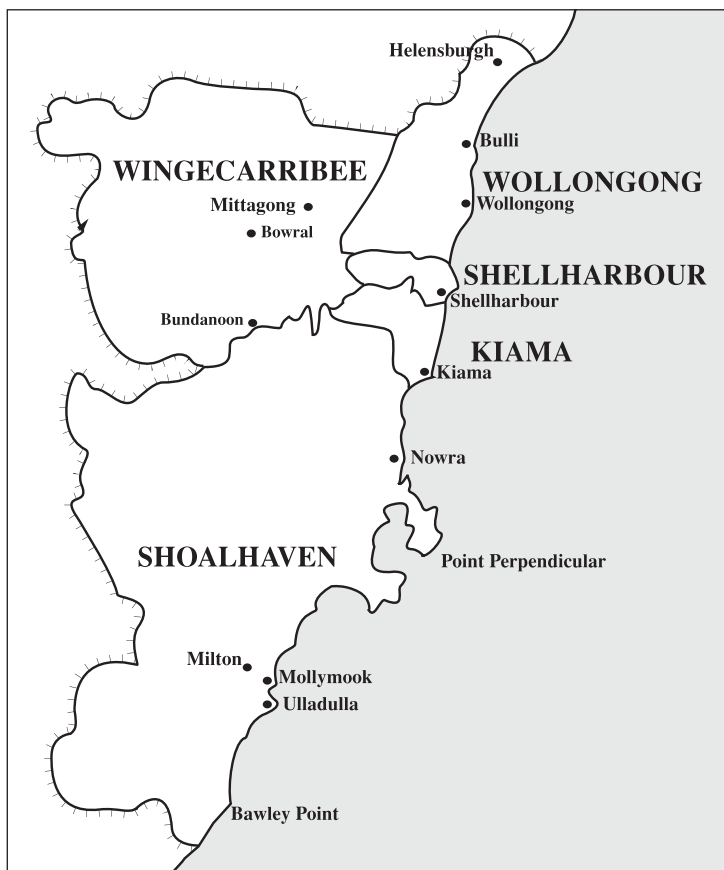 Helensburgh
Bulli
WINGECARRIBEE
WOLLONGONG
Mittagong
Wollongong
Bowral
SHELLHARBOUR
Shellharbour
Bundanoon
KIAMA
Kiama
Nowra
SHOALHAVEN
Point Perpendicular
Milton
Mollymook
Ulladulla
Bawley Point